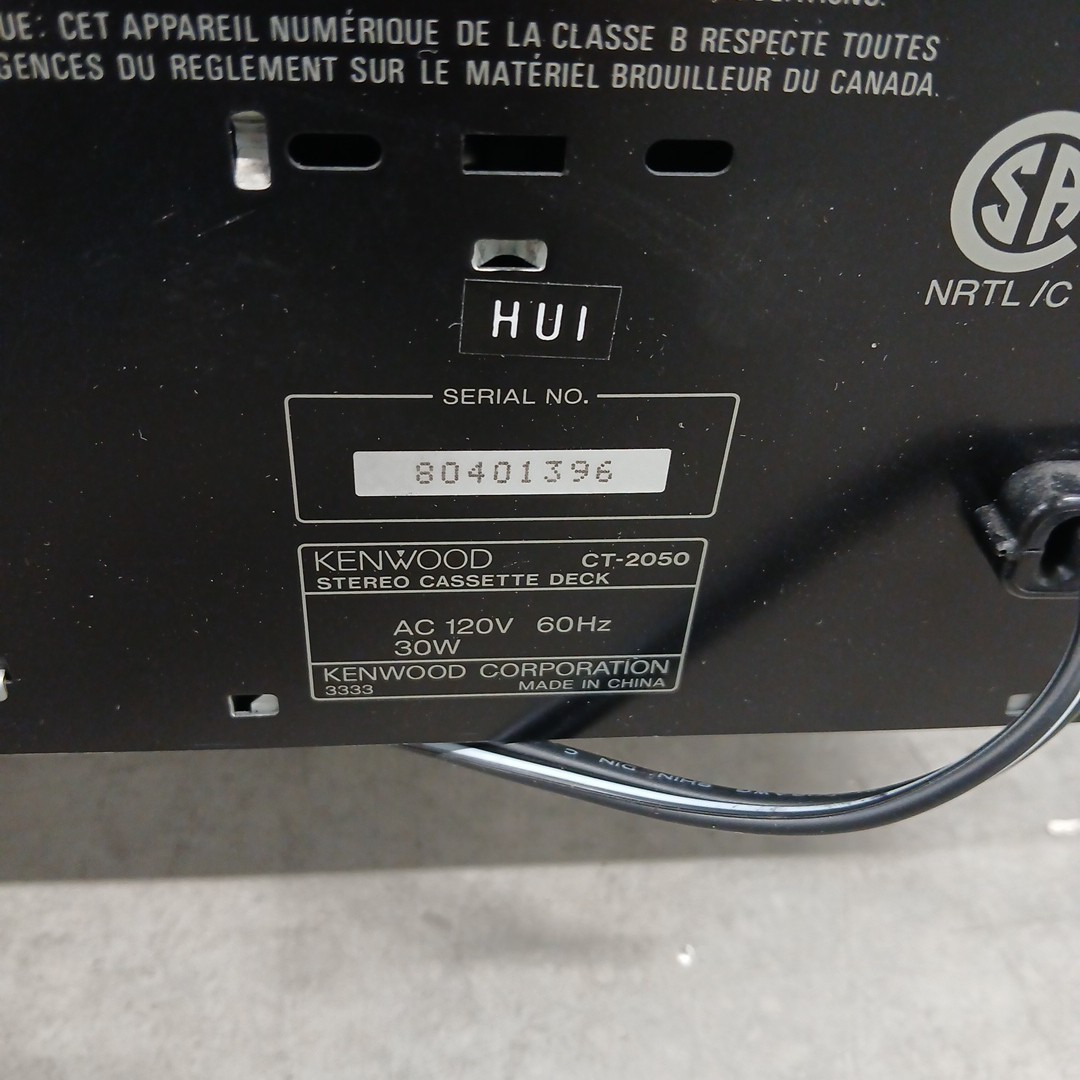 UE: CET APPAREIL NUMÉRIQUE DE LA CLASSE B RESPECTE TOUTES
GENCES DU REGLEMENT SUR LE MATÉRIEL BROUILLEUR DU CANADA.
SA
NRTL/C
HUI
SERIAL NO.
80401396
KENWOOD CT-2050
STEREO CASSETTE DECK
AC 120V 60Hz
30W
KENWOOD CORPORATION
3333 MADE IN CHINA